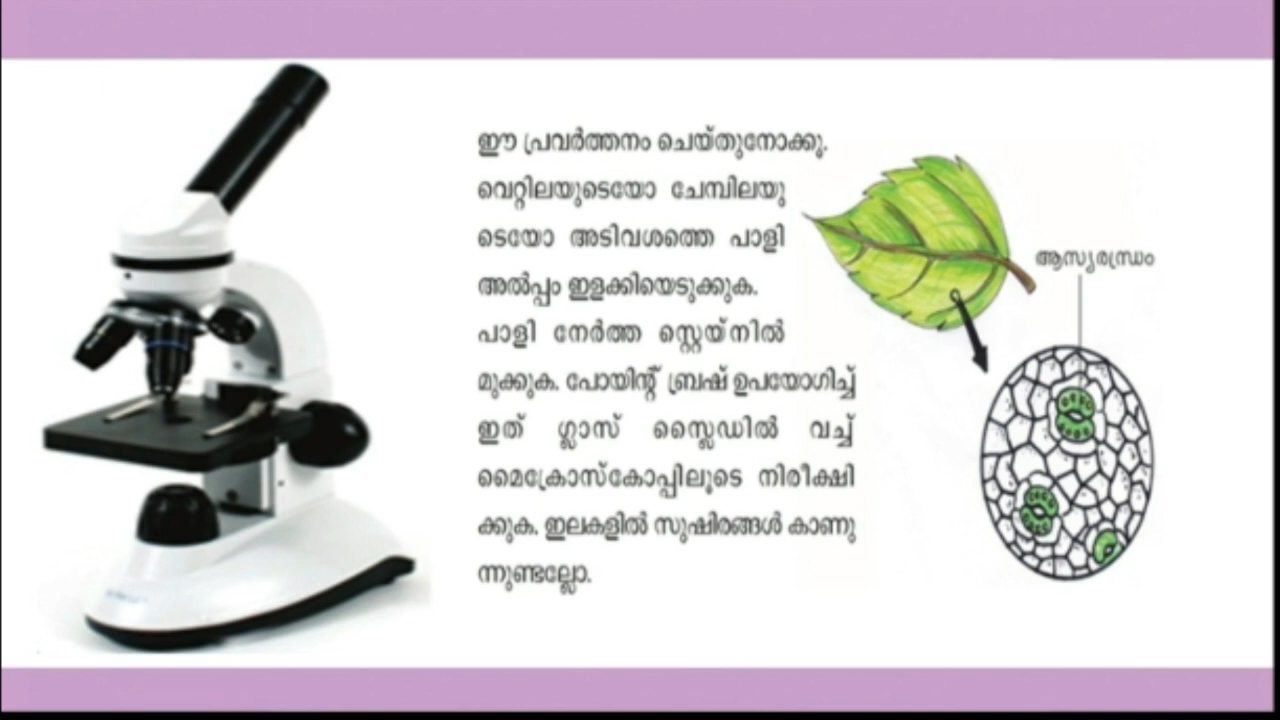 ഈ പ്രവർത്തനം ചെയ്തുനോക്കൂ.
വെറ്റിലയുടെയോ ചേമ്പിലയു
ടെയോ അടിവശത്തെ പാളി
അൽപ്പം ഇളക്കിയെടുക്കുക.
പാളി നേർത്ത സ്റ്റെയ്നിൽ
മുക്കുക. പോയിന്റ് ബ്രഷ് ഉപയോഗിച്ച്
ഇത് ഗ്ലാസ് സ്ലൈഡിൽ വച്ച്
മൈക്രോസ്കോപ്പിലൂടെ നിരീക്ഷി
ക്കുക. ഇലകളിൽ സുഷിരങ്ങൾ കാണു
ന്നുണ്ടല്ലോ.
ആസ്യരന്ധ്രം